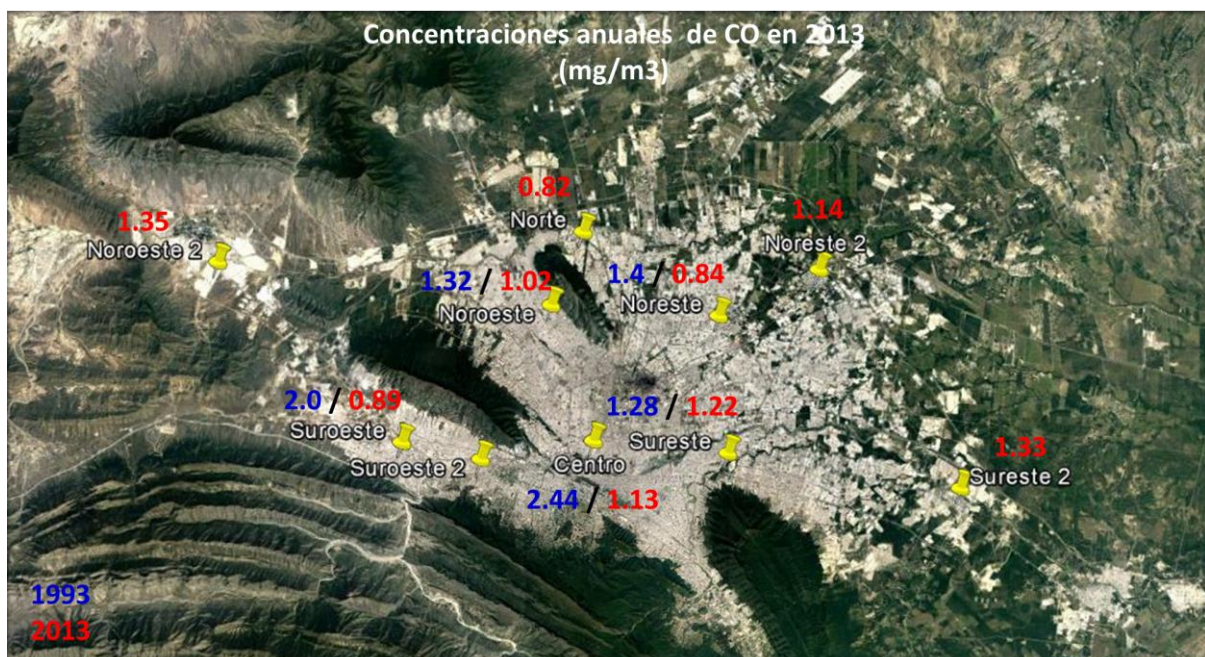 Concentraciones anuales de CO en 2013
(mg/m3)
0.82
Norte
1.35
Noroeste 2
1.14
Noreste 2
1.32 / 1.02
Noroeste
1.4 / 0.84
Noreste
2.0 / 0.89
Suroeste
Suroeste 2
1.28 / 1.22
Sureste
Centro
2.44 / 1.13
1.33
Sureste 2
1993
2013